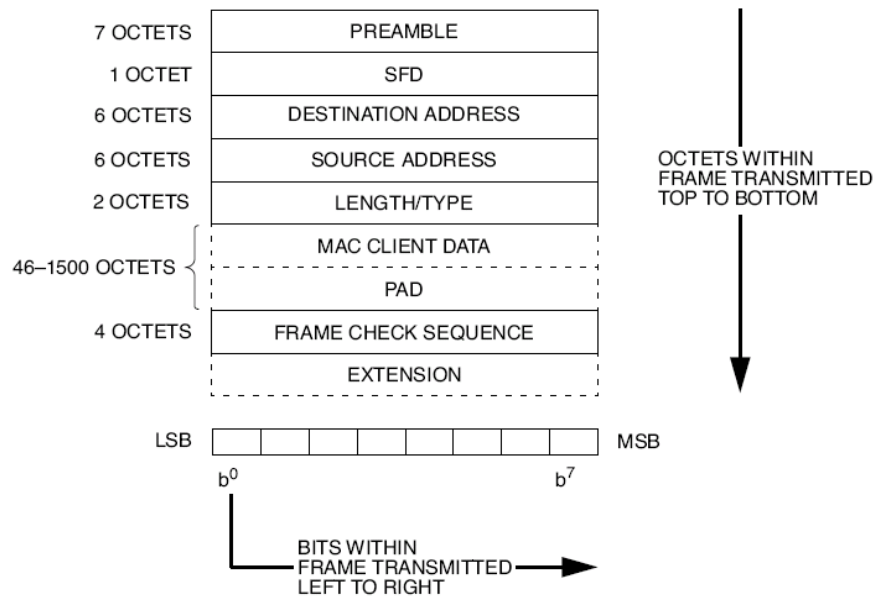 7 OCTETS PREAMBLE
1 OCTET SFD
6 OCTETS DESTINATION ADDRESS
6 OCTETS SOURCE ADDRESS
2 OCTETS LENGTH/TYPE
MAC CLIENT DATA
46–1500 OCTETS
PAD
4 OCTETS FRAME CHECK SEQUENCE
EXTENSION
OCTETS WITHIN
FRAME TRANSMITTED
TOP TO BOTTOM
LSB MSB
b0 b7
BITS WITHIN
FRAME TRANSMITTED
LEFT TO RIGHT